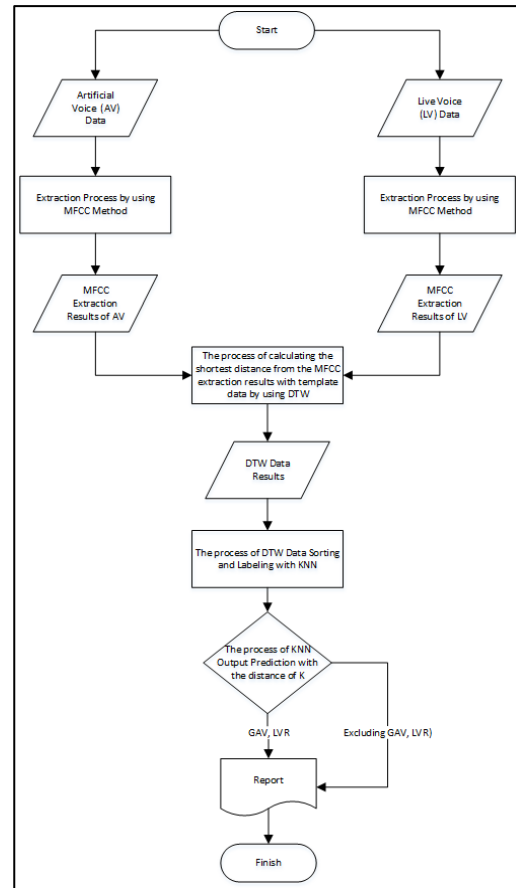 Start
Artificial
Voice (AV)
Data
Live Voice
(LV) Data
Extraction Process by using
MFCC Method
Extraction Process by using
MFCC Method
MFCC
Extraction
Results of AV
MFCC
Extraction
Results of LV
The process of calculating the
shortest distance from the MFCC
extraction results with template
data by using DTW
DTW Data
Results
The process of DTW Data Sorting
and Labeling with KNN
The process of KNN
Output Prediction with
the distance of K
GAV, LVR
Excluding GAV, LVR)
Report
Finish